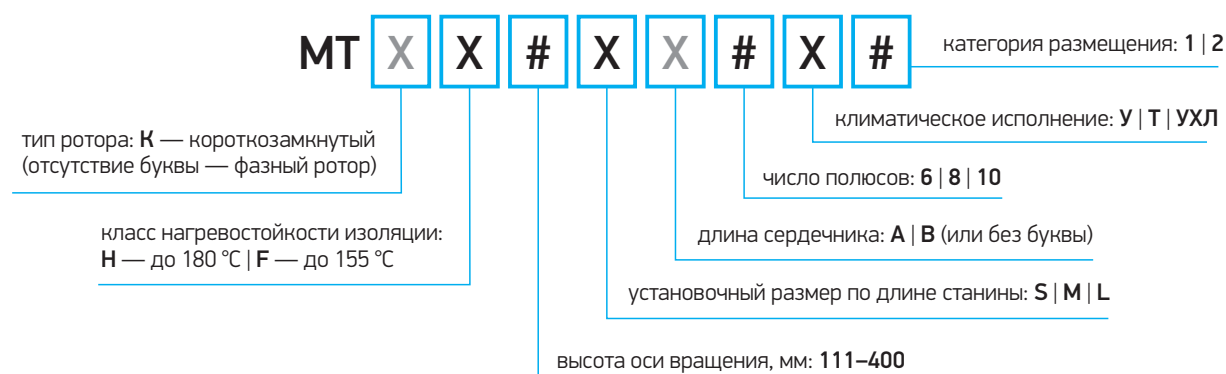 МТ X X # X X # X #
категория размещения: 1 | 2
климатическое исполнение: У | Т | УХЛ
тип ротора: К — короткозамкнутый
(отсутствие буквы — фазный ротор)
число полюсов: 6 | 8 | 10
класс нагревостойкости изоляции:
Н — до 180 °C | F — до 155 °C
длина сердечника: А | В (или без буквы)
установочный размер по длине станины: S | M | L
высота оси вращения, мм: 111–400